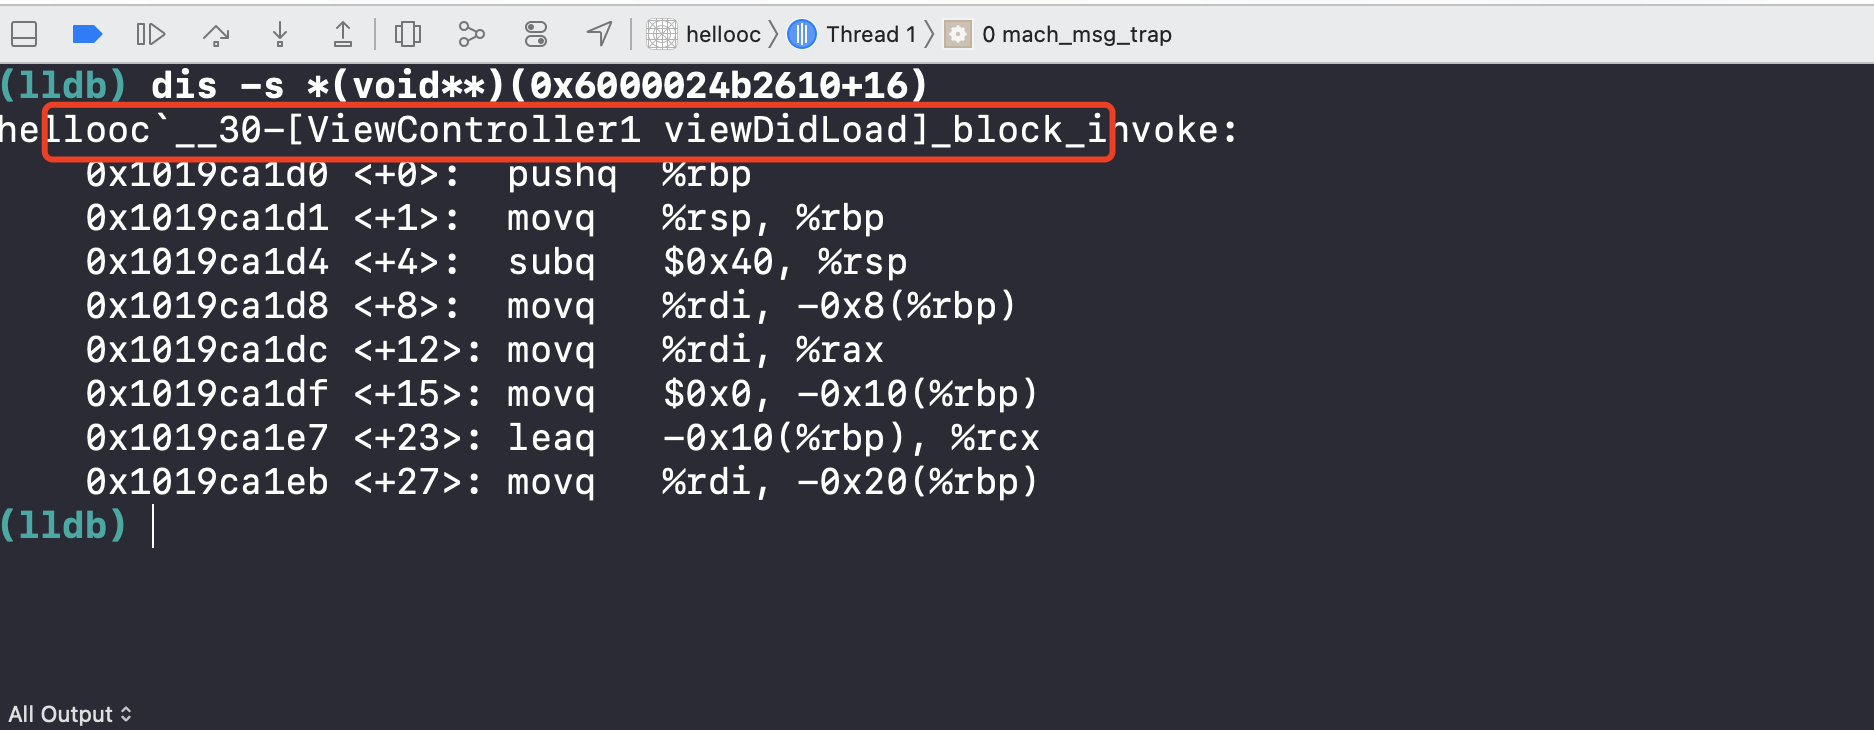 hellooc Thread 1 0 mach_msg_trap
(lldb) dis -s *(void**)(0x6000024b2610+16)
hellooc`__30-[ViewController1 viewDidLoad]_block_invoke:
0x1019ca1d0 <+0>: pushq %rbp
0x1019ca1d1 <+1>: movq %rsp, %rbp
0x1019ca1d4 <+4>: subq $0x40, %rsp
0x1019ca1d8 <+8>: movq %rdi, -0x8(%rbp)
0x1019ca1dc <+12>: movq %rdi, %rax
0x1019ca1df <+15>: movq $0x0, -0x10(%rbp)
0x1019ca1e7 <+23>: leaq -0x10(%rbp), %rcx
0x1019ca1eb <+27>: movq %rdi, -0x20(%rbp)
(lldb)
All Output